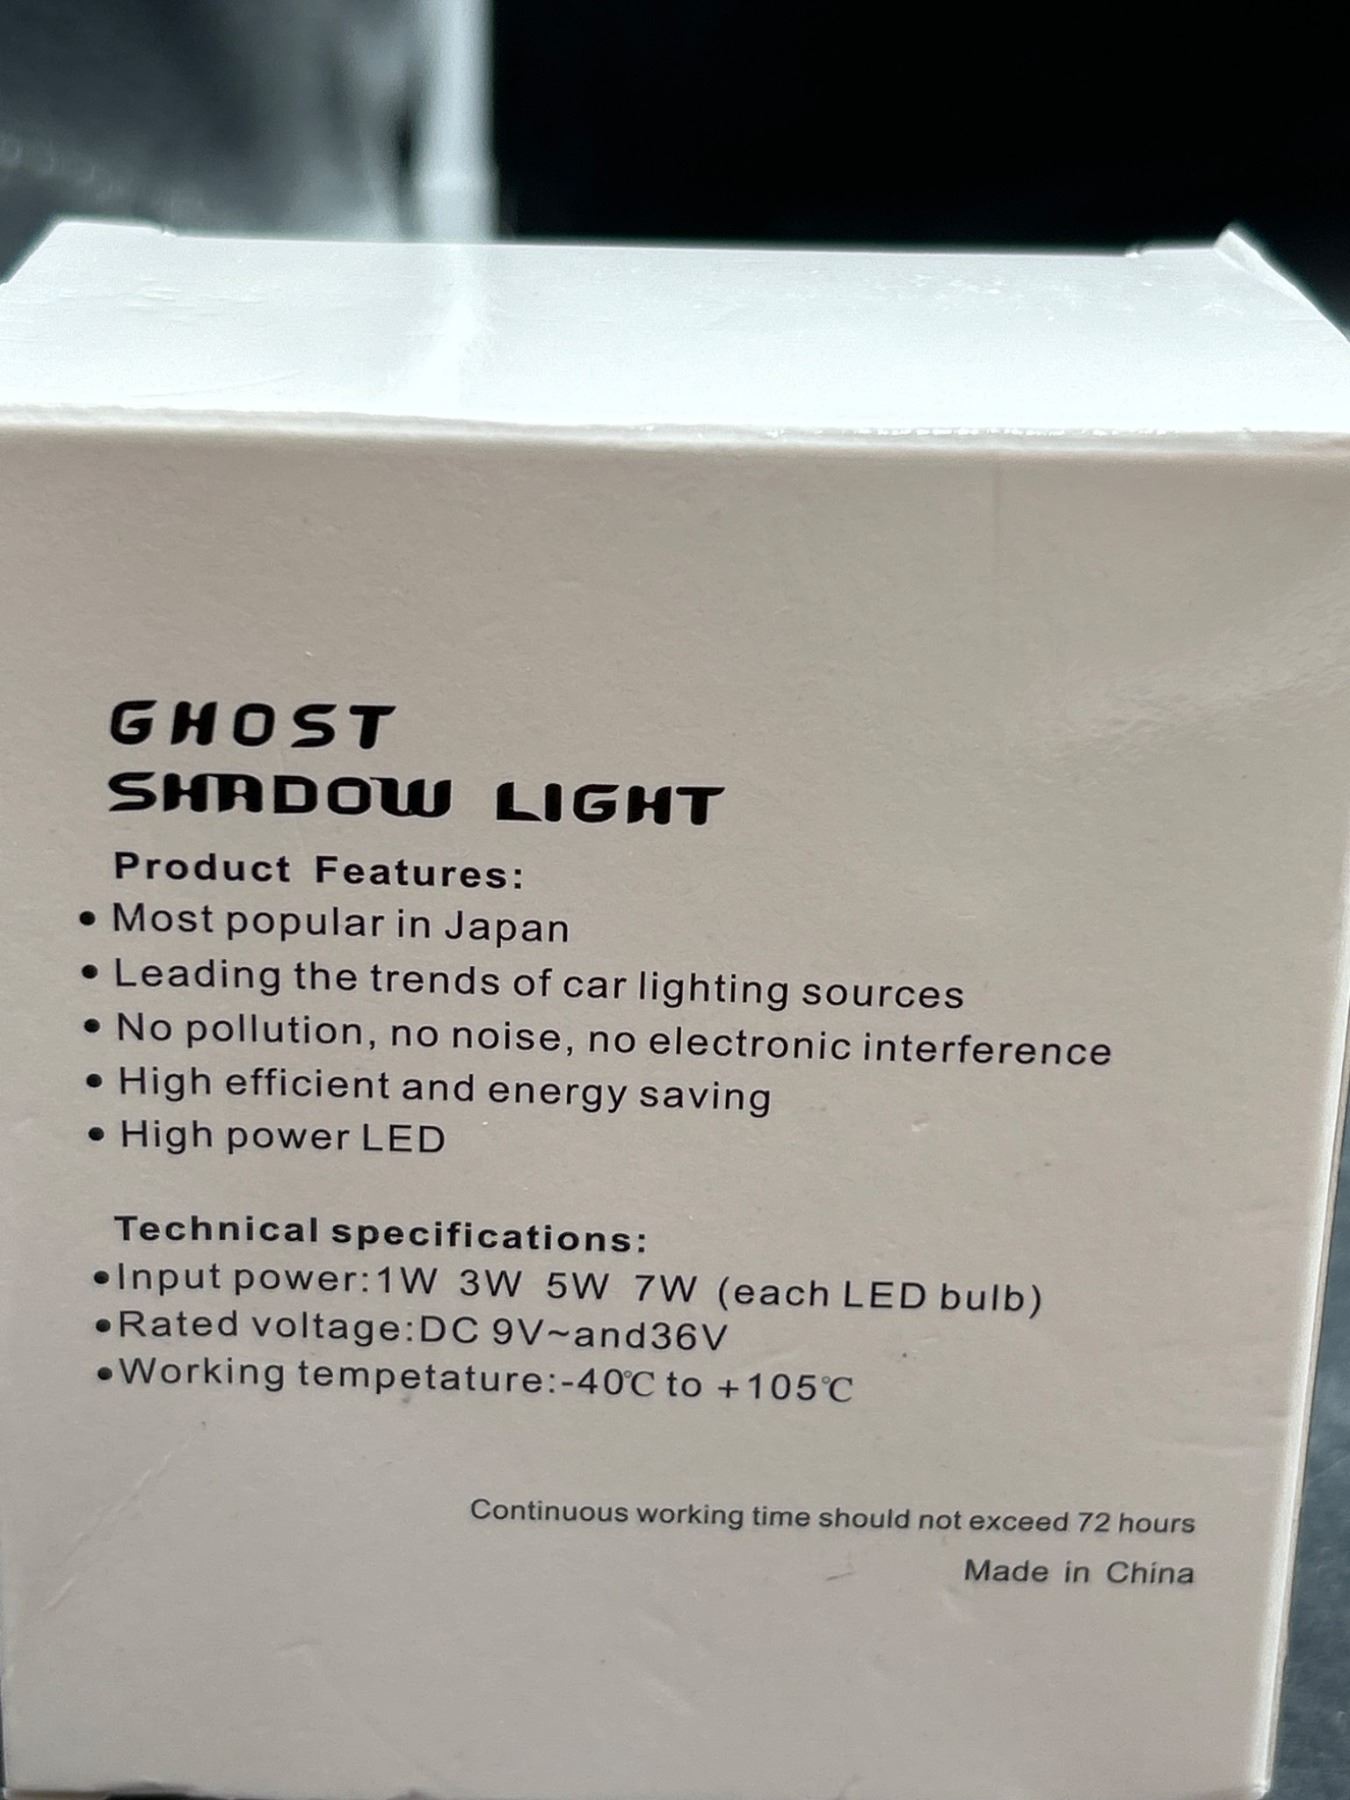 GHOST
SHADOW LIGHT
Product Features:
• Most popular in Japan
• Leading the trends of car lighting sources
• No pollution, no noise, no electronic interference
• High efficient and energy saving
• High power LED
Technical specifications:
•Input power:1W 3W 5W 7W (each LED bulb)
•Rated voltage:DC 9V~and36V
•Working tempetature:-40℃ to +105℃
Continuous working time should not exceed 72 hours
Made in China